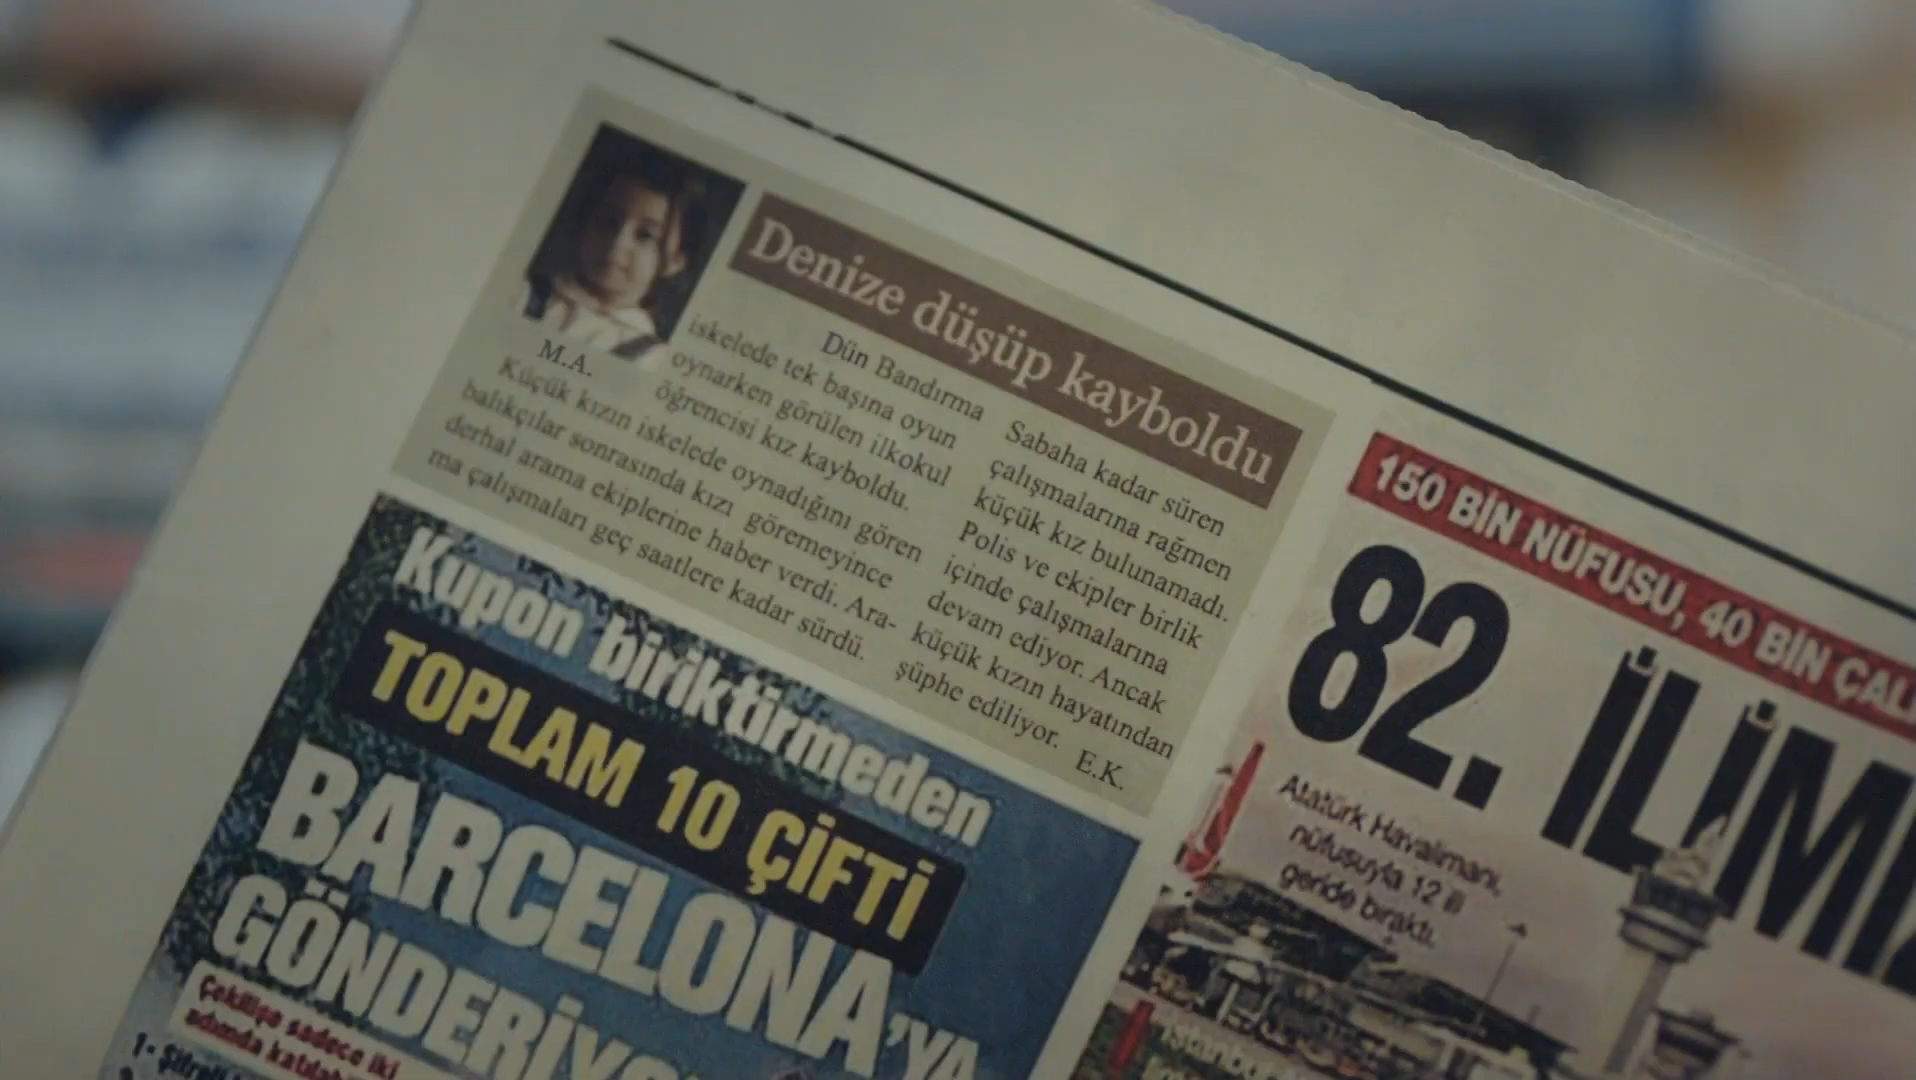 Denize düşüp kayboldu
M.A.
Dün Bandırma
iskelede tek başına oyun
oynarken görülen ilkokul
öğrencisi kız kayboldu.
Küçük kızın iskelede oynadığını gören
balıkçılar sonrasında kızı göremeyince
derhal arama ekiplerine haber verdi. Ara-
ma çalışmaları geç saatlere kadar sürdü.
Sabaha kadar süren
çalışmalarına rağmen
küçük kız bulunamadı.
Polis ve ekipler birlik
içinde çalışmalarına
devam ediyor. Ancak
küçük kızın hayatından
şüphe ediliyor.
E.K.
Kupon biriktirmeden
TOPLAM 10 ÇİFTİ
BARCELONA'YA
Çekilişe sadece iki
150 BİN NÜFUSU, 40 BİN
82.
Atatürk Havalimanı,
nüfusuyla 12 ili
geride bıraktı.